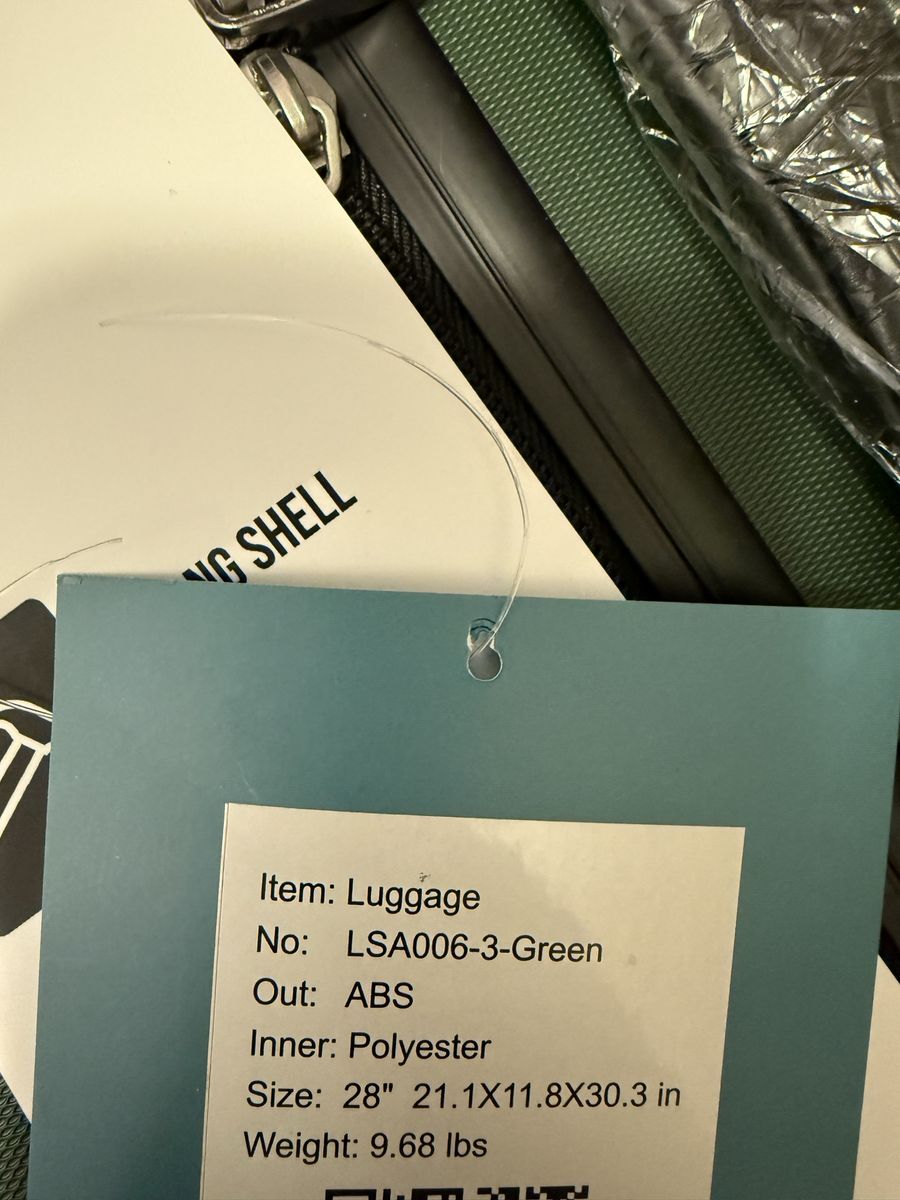 NG SHELL
Item: Luggage
No: LSA006-3-Green
Out: ABS
Inner: Polyester
Size: 28" 21.1X11.8X30.3 in
Weight: 9.68 lbs